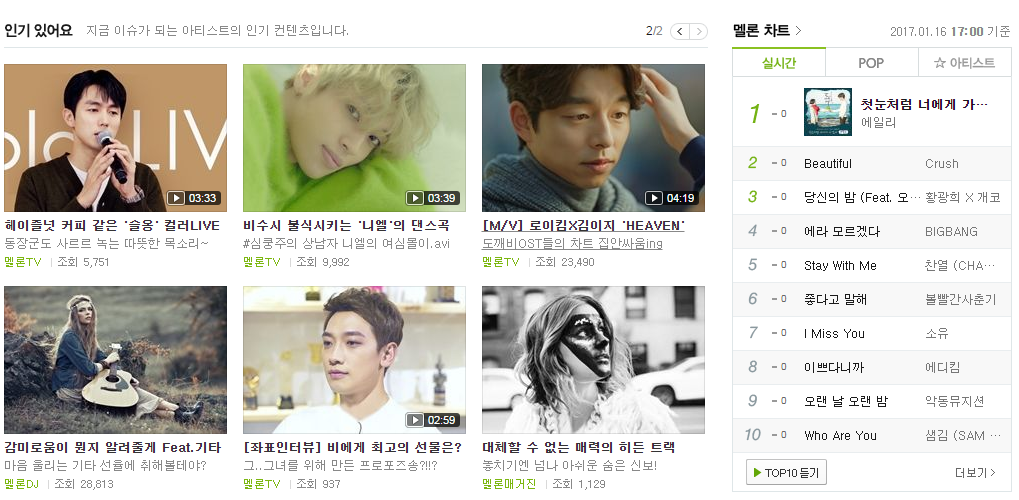 인기 있어요 지금 이슈가 되는 아티스트의 인기 컨텐츠입니다. 2/2
03:33
헤이즐넛 커피 같은 '슬옹' 컬러LIVE
동장군도 사르르 녹는 따뜻한 목소리~
멜론TV 조회 5,751
03:39
비수시 불식시키는 '니엘'의 댄스곡
#심쿵주의 상남자 니엘의 여심몰이.avi
멜론TV 조회 9,992
04:19
[M/V] 로이킴X김이지 'HEAVEN'
도깨비OST들의 차트 집안싸움ing
멜론TV 조회 23,490
감미로움이 뭔지 알려줄게 Feat.기타
마음 울리는 기타 선율에 취해볼테야?
멜론DJ 조회 28,813
02:59
[좌표인터뷰] 비에게 최고의 선물은?
그..그녀를 위해 만든 프로포즈송?!!?
멜론TV 조회 937
대체할 수 없는 매력의 히든 트랙
놓치기엔 넘나 아쉬운 숨은 신보!
멜론매거진 조회 1,129
멜론 차트 > 2017.01.16 17:00 기준
실시간 POP ☆ 아티스트
1 - 0 첫눈처럼 너에게 가…
에일리
2 - 0 Beautiful Crush
3 - 0 당신의 밤 (Feat. 오… 황광희 X 개코
4 - 0 에라 모르겠다 BIGBANG
5 - 0 Stay With Me 찬열 (CHA…
6 - 0 좋다고 말해 볼빨간사춘기
7 - 0 I Miss You 소유
8 - 0 이쁘다니까 에디킴
9 - 0 오랜 날 오랜 밤 악동뮤지션
10 - 0 Who Are You 샘김 (SAM …
TOP10 듣기 더보기 >